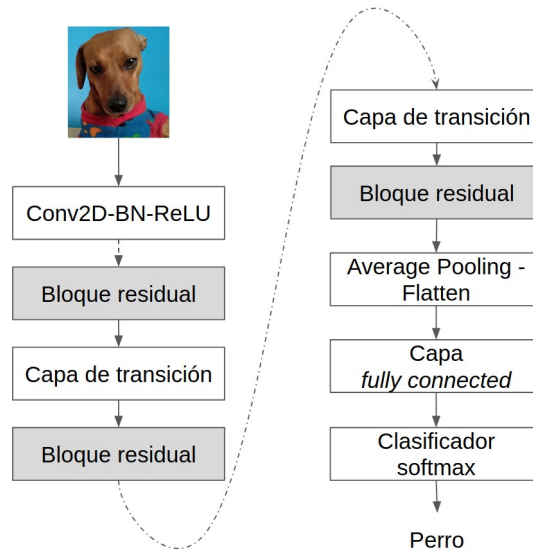 Conv2D-BN-ReLU
Bloque residual
Capa de transición
Bloque residual
Capa de transición
Bloque residual
Average Pooling -
Flatten
Capa
fully connected
Clasificador
softmax
Perro